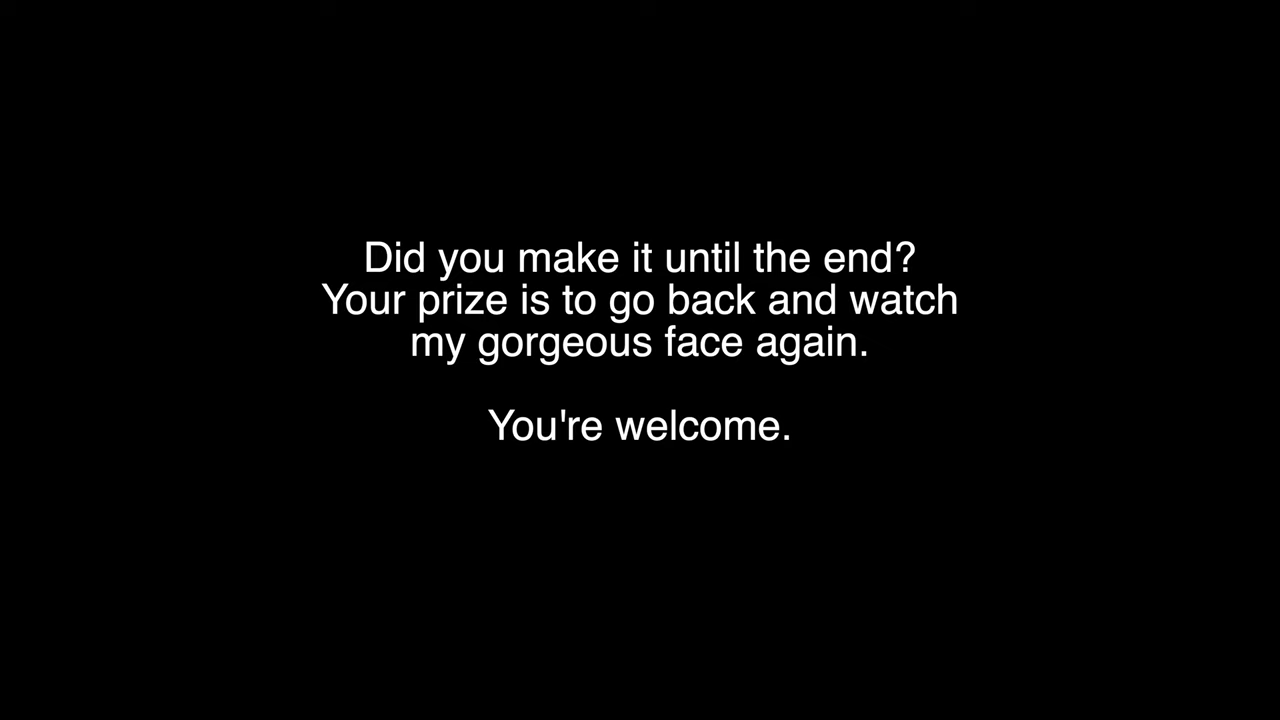 Did you make it until the end?
Your prize is to go back and watch
my gorgeous face again.
You're welcome.